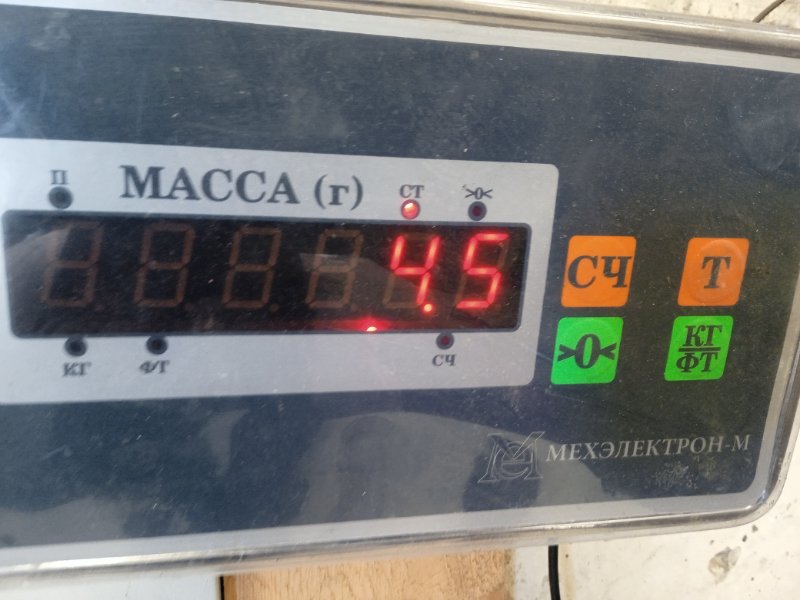 П МАССА (г) СТ >0<
4.5
КГ ФТ СЧ
СЧ Т
>0< КГ
ФТ
МЕХЭЛЕКТРОН-М